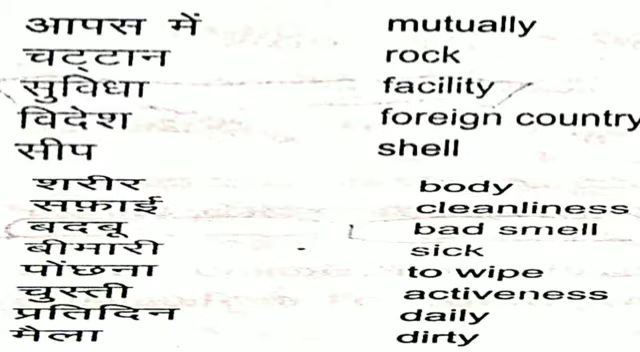 आपस में mutually
चट्टान rock
सुविधा facility
विदेश foreign country
सीप shell
शरीर body
सफ़ाई cleanliness
बदबू bad smell
बीमारी sick
पोंछना to wipe
चुस्ती activeness
प्रतिदिन daily
मैला dirty